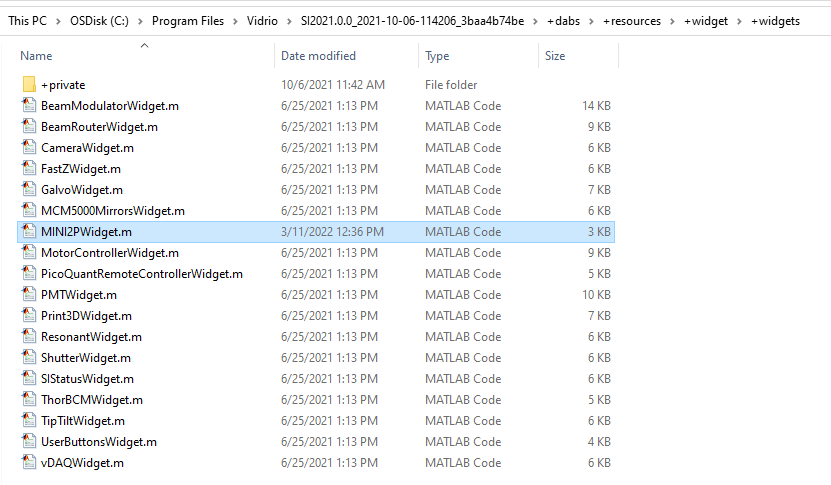 This PC > OSDisk (C:) > Program Files > Vidrio > SI2021.0.0_2021-10-06-114206_3baa4b74be > +dabs > +resources > +widget > +widgets
Name Date modified Type Size
+private 10/6/2021 11:42 AM File folder
BeamModulatorWidget.m 6/25/2021 1:13 PM MATLAB Code 14 KB
BeamRouterWidget.m 6/25/2021 1:13 PM MATLAB Code 9 KB
CameraWidget.m 6/25/2021 1:13 PM MATLAB Code 6 KB
FastZWidget.m 6/25/2021 1:13 PM MATLAB Code 6 KB
GalvoWidget.m 6/25/2021 1:13 PM MATLAB Code 7 KB
MCM5000MirrorsWidget.m 6/25/2021 1:13 PM MATLAB Code 6 KB
MINI2PWidget.m 3/11/2022 12:36 PM MATLAB Code 3 KB
MotorControllerWidget.m 6/25/2021 1:13 PM MATLAB Code 9 KB
PicoQuantRemoteControllerWidget.m 6/25/2021 1:13 PM MATLAB Code 5 KB
PMTWidget.m 6/25/2021 1:13 PM MATLAB Code 10 KB
Print3DWidget.m 6/25/2021 1:13 PM MATLAB Code 7 KB
ResonantWidget.m 6/25/2021 1:13 PM MATLAB Code 6 KB
ShutterWidget.m 6/25/2021 1:13 PM MATLAB Code 6 KB
SIStatusWidget.m 6/25/2021 1:13 PM MATLAB Code 6 KB
ThorBCMWidget.m 6/25/2021 1:13 PM MATLAB Code 5 KB
TipTiltWidget.m 6/25/2021 1:13 PM MATLAB Code 6 KB
UserButtonsWidget.m 6/25/2021 1:13 PM MATLAB Code 4 KB
vDAQWidget.m 6/25/2021 1:13 PM MATLAB Code 6 KB